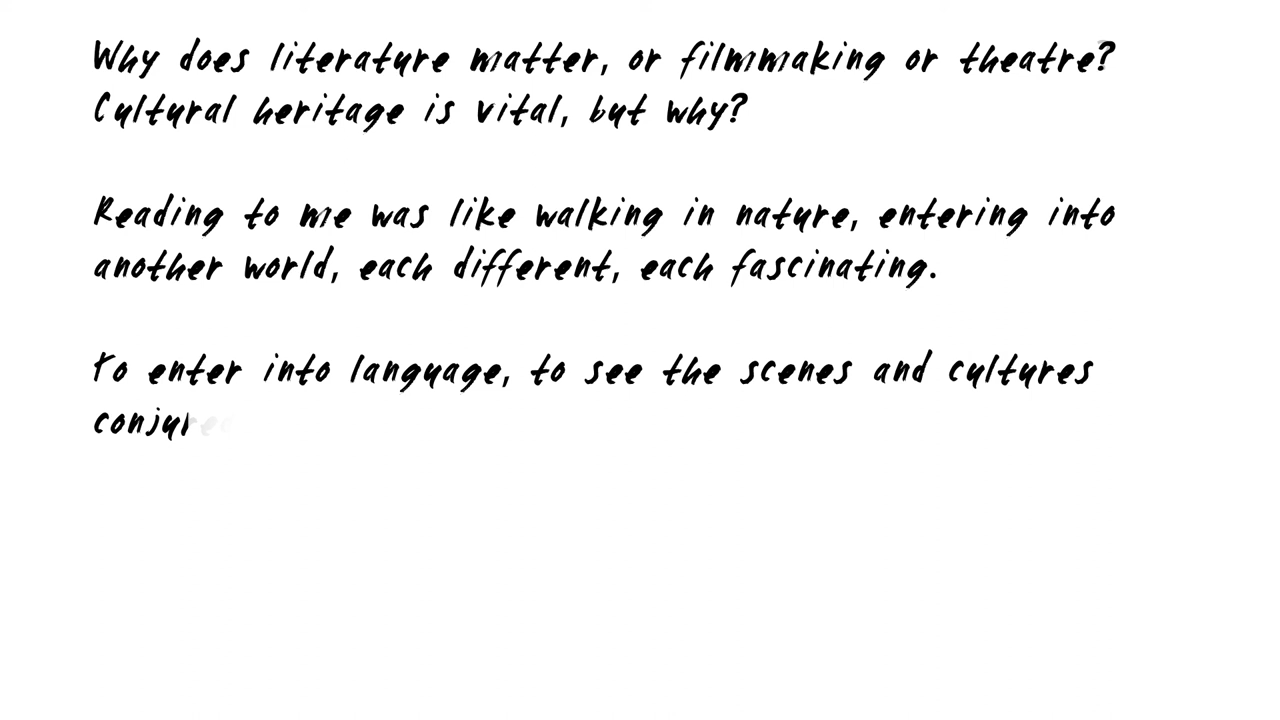 Why does literature matter, or filmmaking or theatre?
Cultural heritage is vital, but why?
Reading to me was like walking in nature, entering into
another world, each different, each fascinating.
To enter into language, to see the scenes and cultures